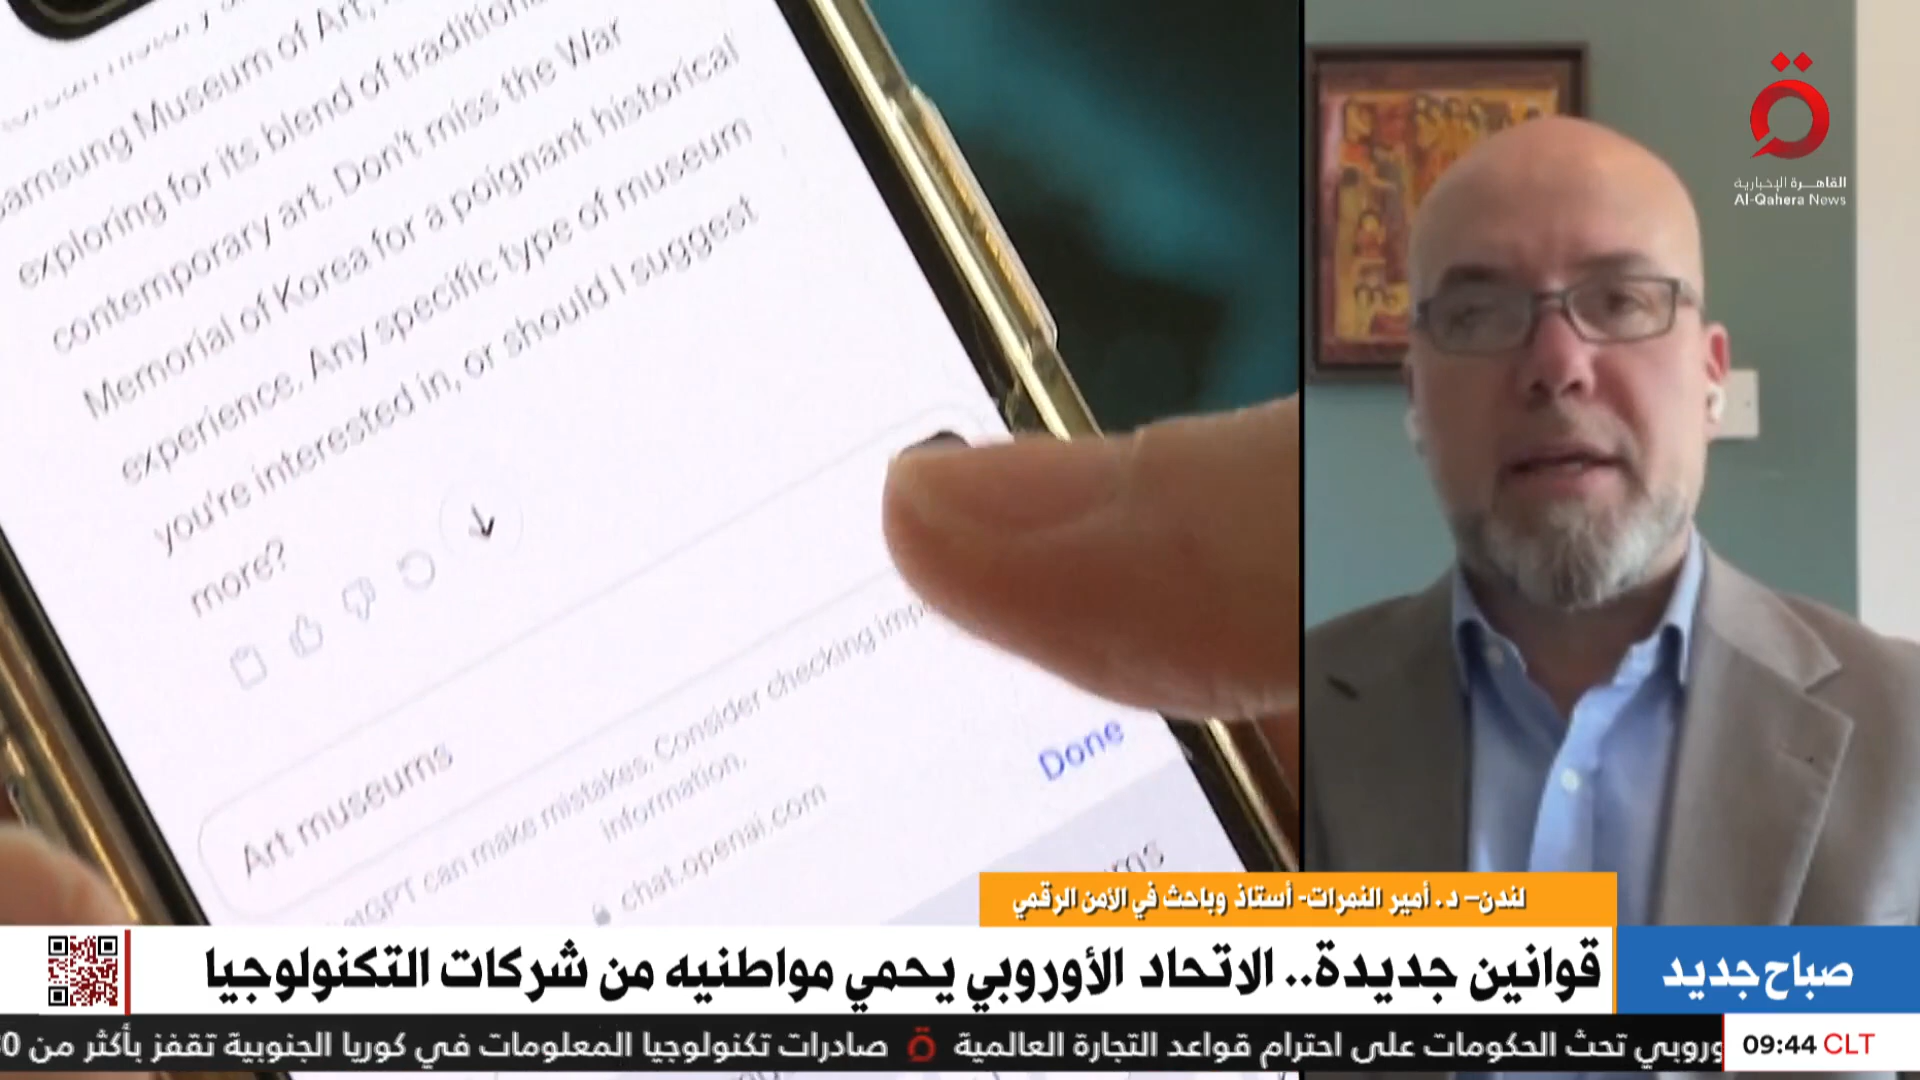 Samsung Museum of Art,
exploring for its blend of tradition
contemporary art. Don't miss the War
Memorial of Korea for a poignant historical
experience. Any specific type of museum
you're interested in, or should I suggest
more?
Art museums
can make mistakes. Consider checking
information.
chat.openai.com
Done
القاهرة الإخبارية
Al-Qahera News
لندن– د. أمير النمرات- أستاذ وباحث في الأمن الرقمي
قوانين جديدة.. الاتحاد الأوروبي يحمي مواطنيه من شركات التكنولوجيا
صباح جديد
تحث الحكومات على احترام قواعد التجارة العالمية
صادرات تكنولوجيا المعلومات في كوريا الجنوبية تقفز بأكثر من
09:44 CLT